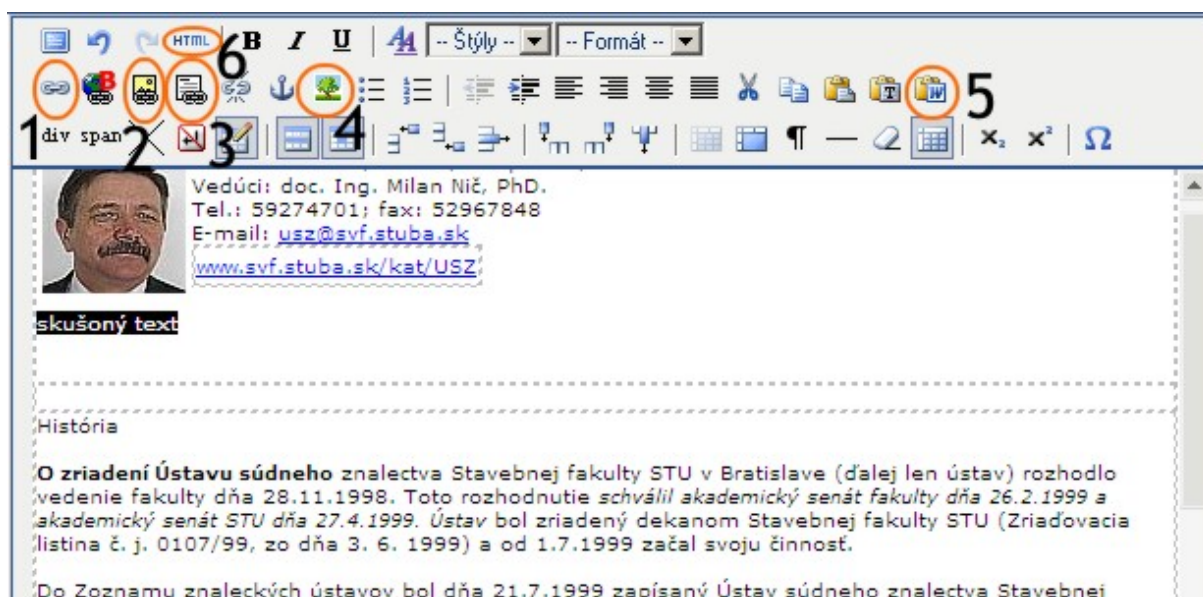 HTML B I U A4 -- Štýly -- -- Formát --
6
B T W 5
1 2 3 4
div span ¶ x₂ x² Ω
Vedúci: doc. Ing. Milan Nič, PhD.
Tel.: 59274701; fax: 52967848
E-mail: usz@svf.stuba.sk
www.svf.stuba.sk/kat/USZ
skušoný text
História
O zriadení Ústavu súdneho znalectva Stavebnej fakulty STU v Bratislave (ďalej len ústav) rozhodlo
vedenie fakulty dňa 28.11.1998. Toto rozhodnutie schválil akademický senát fakulty dňa 26.2.1999 a
akademický senát STU dňa 27.4.1999. Ústav bol zriadený dekanom Stavebnej fakulty STU (Zriaďovacia
listina č. j. 0107/99, zo dňa 3. 6. 1999) a od 1.7.1999 začal svoju činnosť.
Do Zoznamu znaleckých ústavov bol dňa 21.7.1999 zapísaný Ústav súdneho znalectva Stavebnej